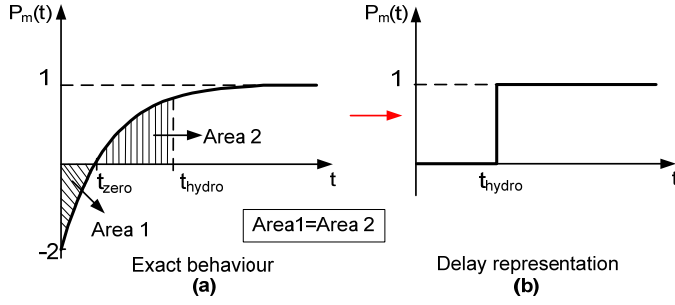 Pm(t)
1
Area 2
tzero
thydro
t
Area 1
-2
Exact behaviour
(a)
Area1=Area 2
Pm(t)
1
thydro
t
Delay representation
(b)